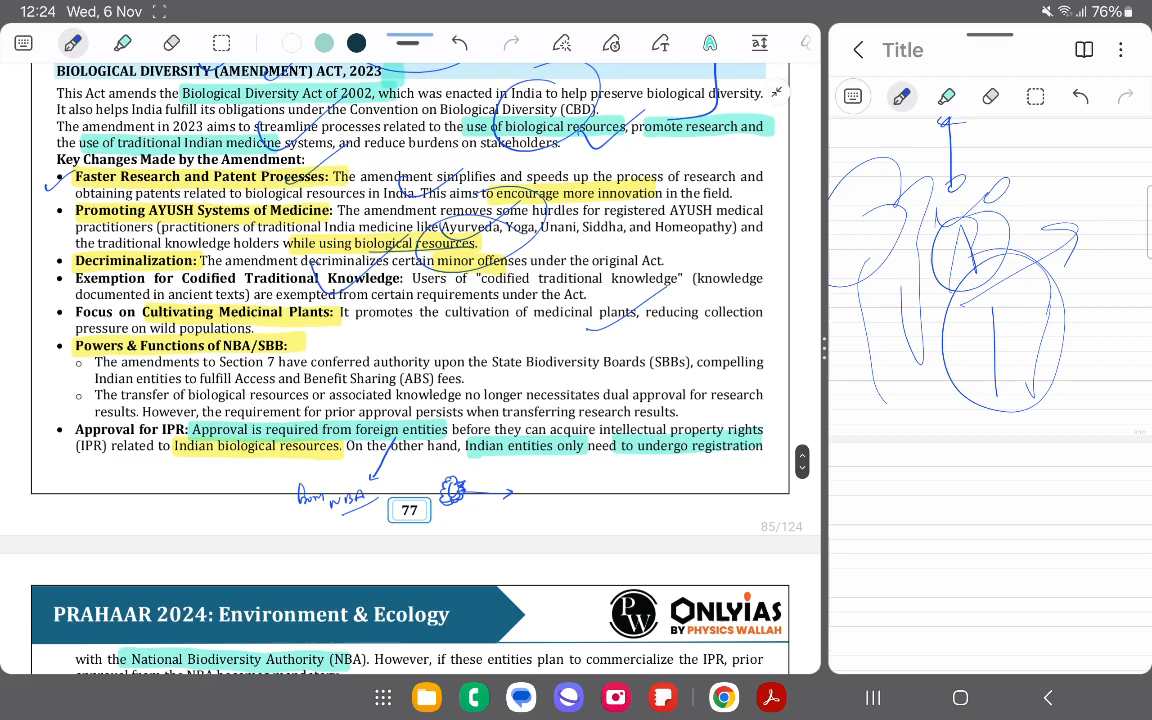 12:24 Wed, 6 Nov
76%
BIOLOGICAL DIVERSITY (AMENDMENT) ACT, 2023
This Act amends the Biological Diversity Act of 2002, which was enacted in India to help preserve biological diversity.
It also helps India fulfill its obligations under the Convention on Biological Diversity (CBD).
The amendment in 2023 aims to streamline processes related to the use of biological resources, promote research and
the use of traditional Indian medicine systems, and reduce burdens on stakeholders.
Key Changes Made by the Amendment:
• Faster Research and Patent Processes: The amendment simplifies and speeds up the process of research and
obtaining patents related to biological resources in India. This aims to encourage more innovation in the field.
• Promoting AYUSH Systems of Medicine: The amendment removes some hurdles for registered AYUSH medical
practitioners (practitioners of traditional India medicine like Ayurveda, Yoga, Unani, Siddha, and Homeopathy) and
the traditional knowledge holders while using biological resources.
• Decriminalization: The amendment decriminalizes certain minor offenses under the original Act.
• Exemption for Codified Traditional Knowledge: Users of "codified traditional knowledge" (knowledge
documented in ancient texts) are exempted from certain requirements under the Act.
• Focus on Cultivating Medicinal Plants: It promotes the cultivation of medicinal plants, reducing collection
pressure on wild populations.
• Powers & Functions of NBA/SBB:
○ The amendments to Section 7 have conferred authority upon the State Biodiversity Boards (SBBs), compelling
Indian entities to fulfill Access and Benefit Sharing (ABS) fees.
○ The transfer of biological resources or associated knowledge no longer necessitates dual approval for research
results. However, the requirement for prior approval persists when transferring research results.
• Approval for IPR: Approval is required from foreign entities before they can acquire intellectual property rights
(IPR) related to Indian biological resources. On the other hand, Indian entities only need to undergo registration
NBA
77
85/124
PRAHAAR 2024: Environment & Ecology
PW
ONLYIAS
BY PHYSICS WALLAH
with the National Biodiversity Authority (NBA). However, if these entities plan to commercialize the IPR, prior
approval from the NBA becomes mandatory.
Title